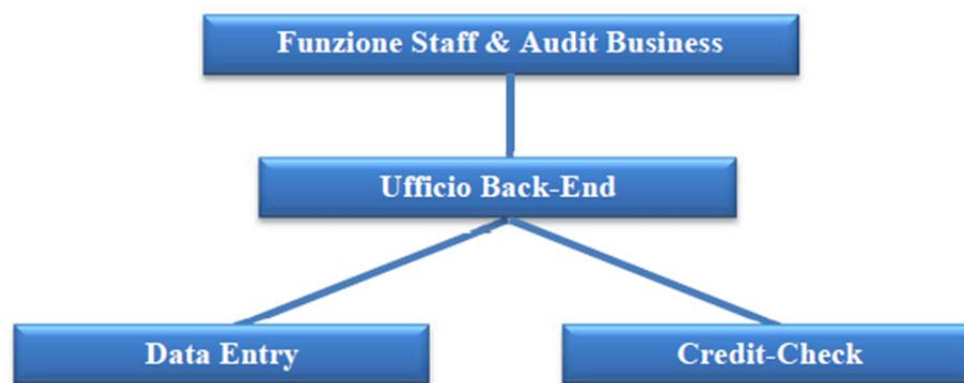 Funzione Staff & Audit Business
Ufficio Back-End
Data Entry
Credit-Check